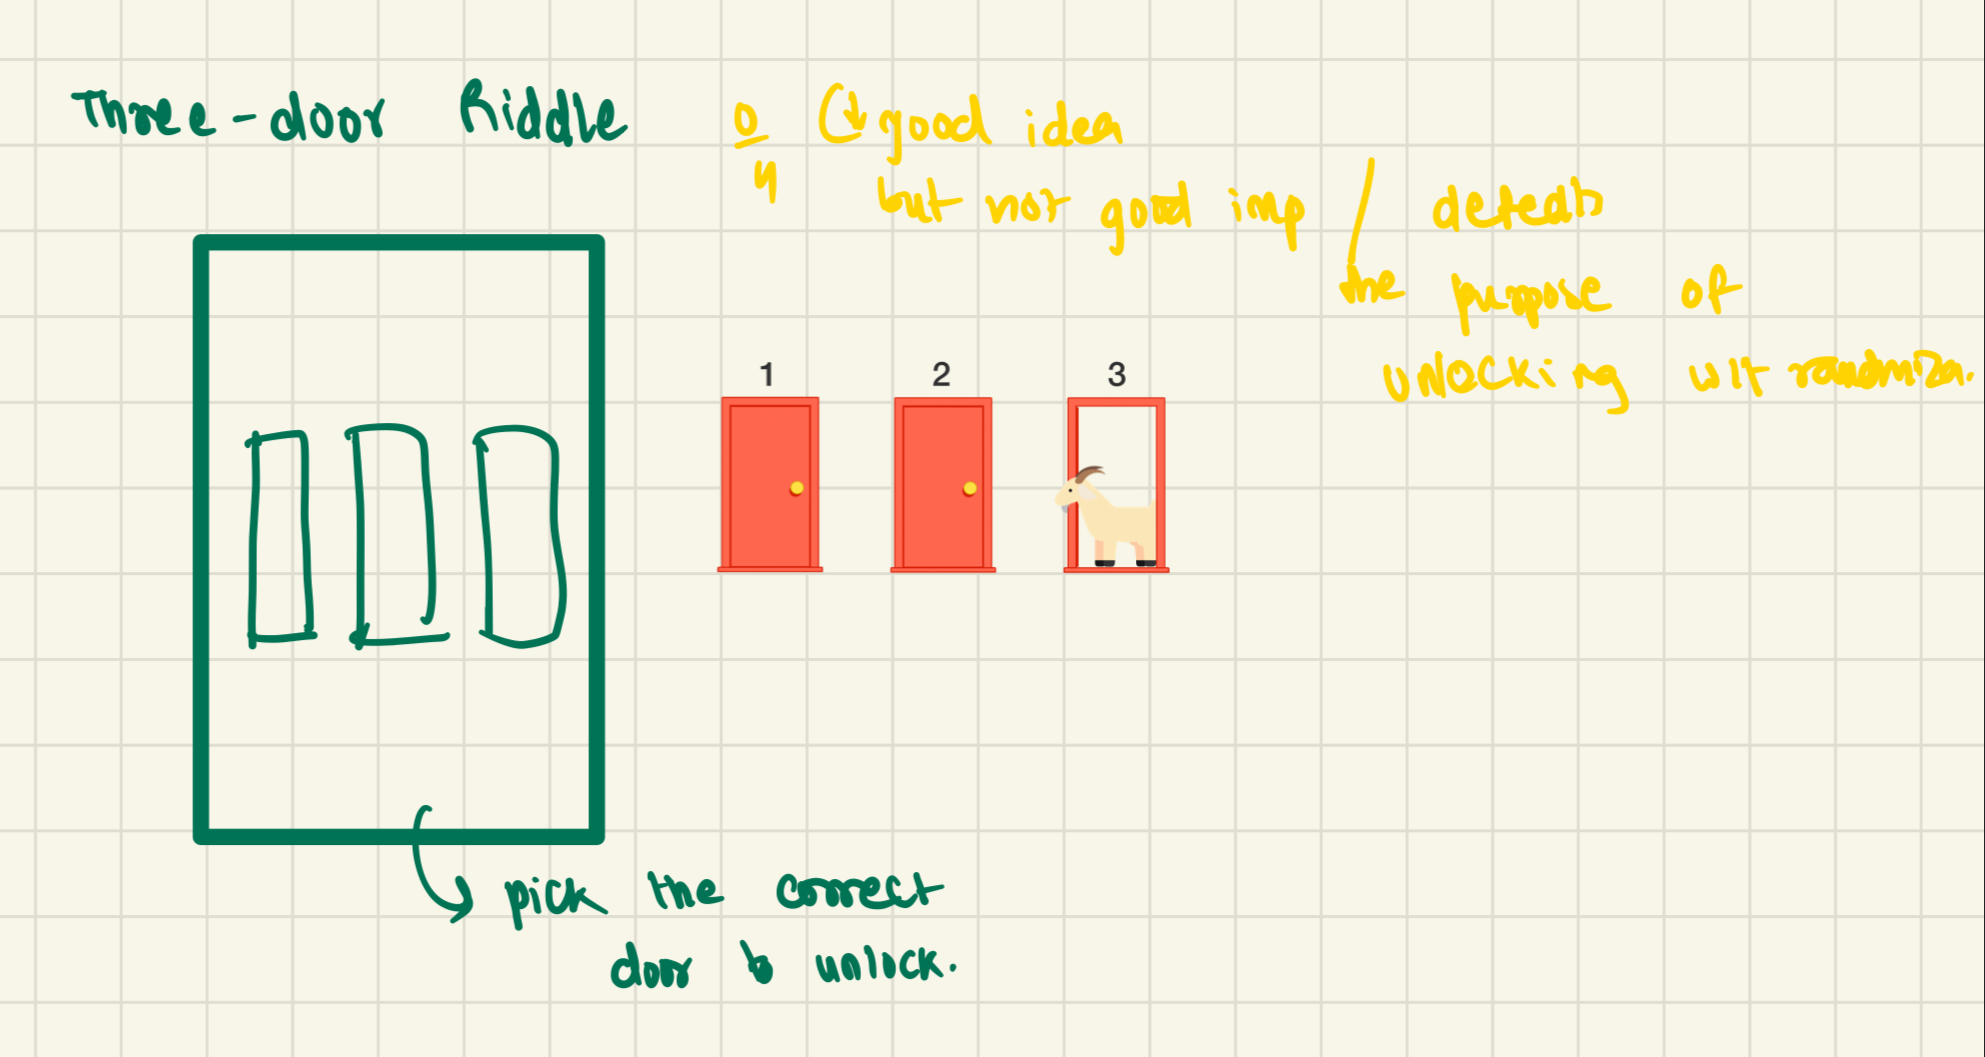 Three-door Riddle
0/4
good idea
but not good imp / defeats
the purpose of
unlocking wit randomiza.
1 2 3
pick the correct
door to unlock.